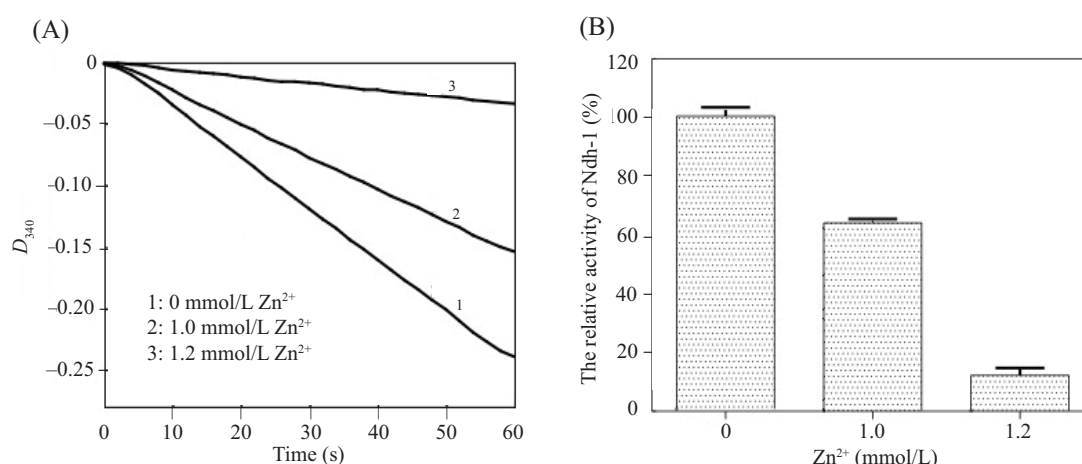 (A)
0
−0.05
−0.10
−0.15
−0.20
−0.25
D₃₄₀
3
2
1
1: 0 mmol/L Zn²⁺
2: 1.0 mmol/L Zn²⁺
3: 1.2 mmol/L Zn²⁺
0 10 20 30 40 50 60
Time (s)
(B)
120
100
80
60
40
20
0
The relative activity of Ndh-1 (%)
0 1.0 1.2
Zn²⁺ (mmol/L)